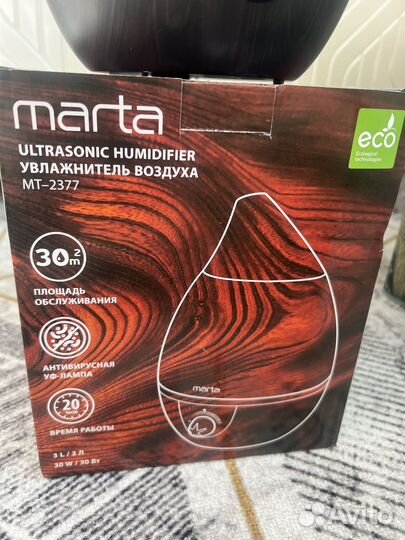 marta
ULTRASONIC HUMIDIFIER
УВЛАЖНИТЕЛЬ ВОЗДУХА
MT–2377
eco
Ecological
technologies
30 m²
ПЛОЩАДЬ
ОБСЛУЖИВАНИЯ
АНТИВИРУСНАЯ
УФ-ЛАМПА
20
ВРЕМЯ РАБОТЫ
3 L / 3 Л
30 W / 30 Вт
marta
Avito